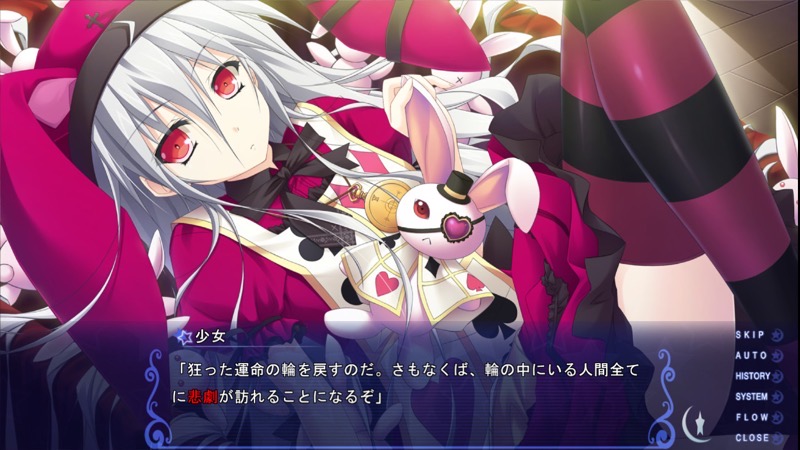 少女
「狂った運命の輪を戻すのだ。さもなくば、輪の中にいる人間全て
に悲劇が訪れることになるぞ」
SKIP
AUTO
HISTORY
SYSTEM
FLOW
CLOSE